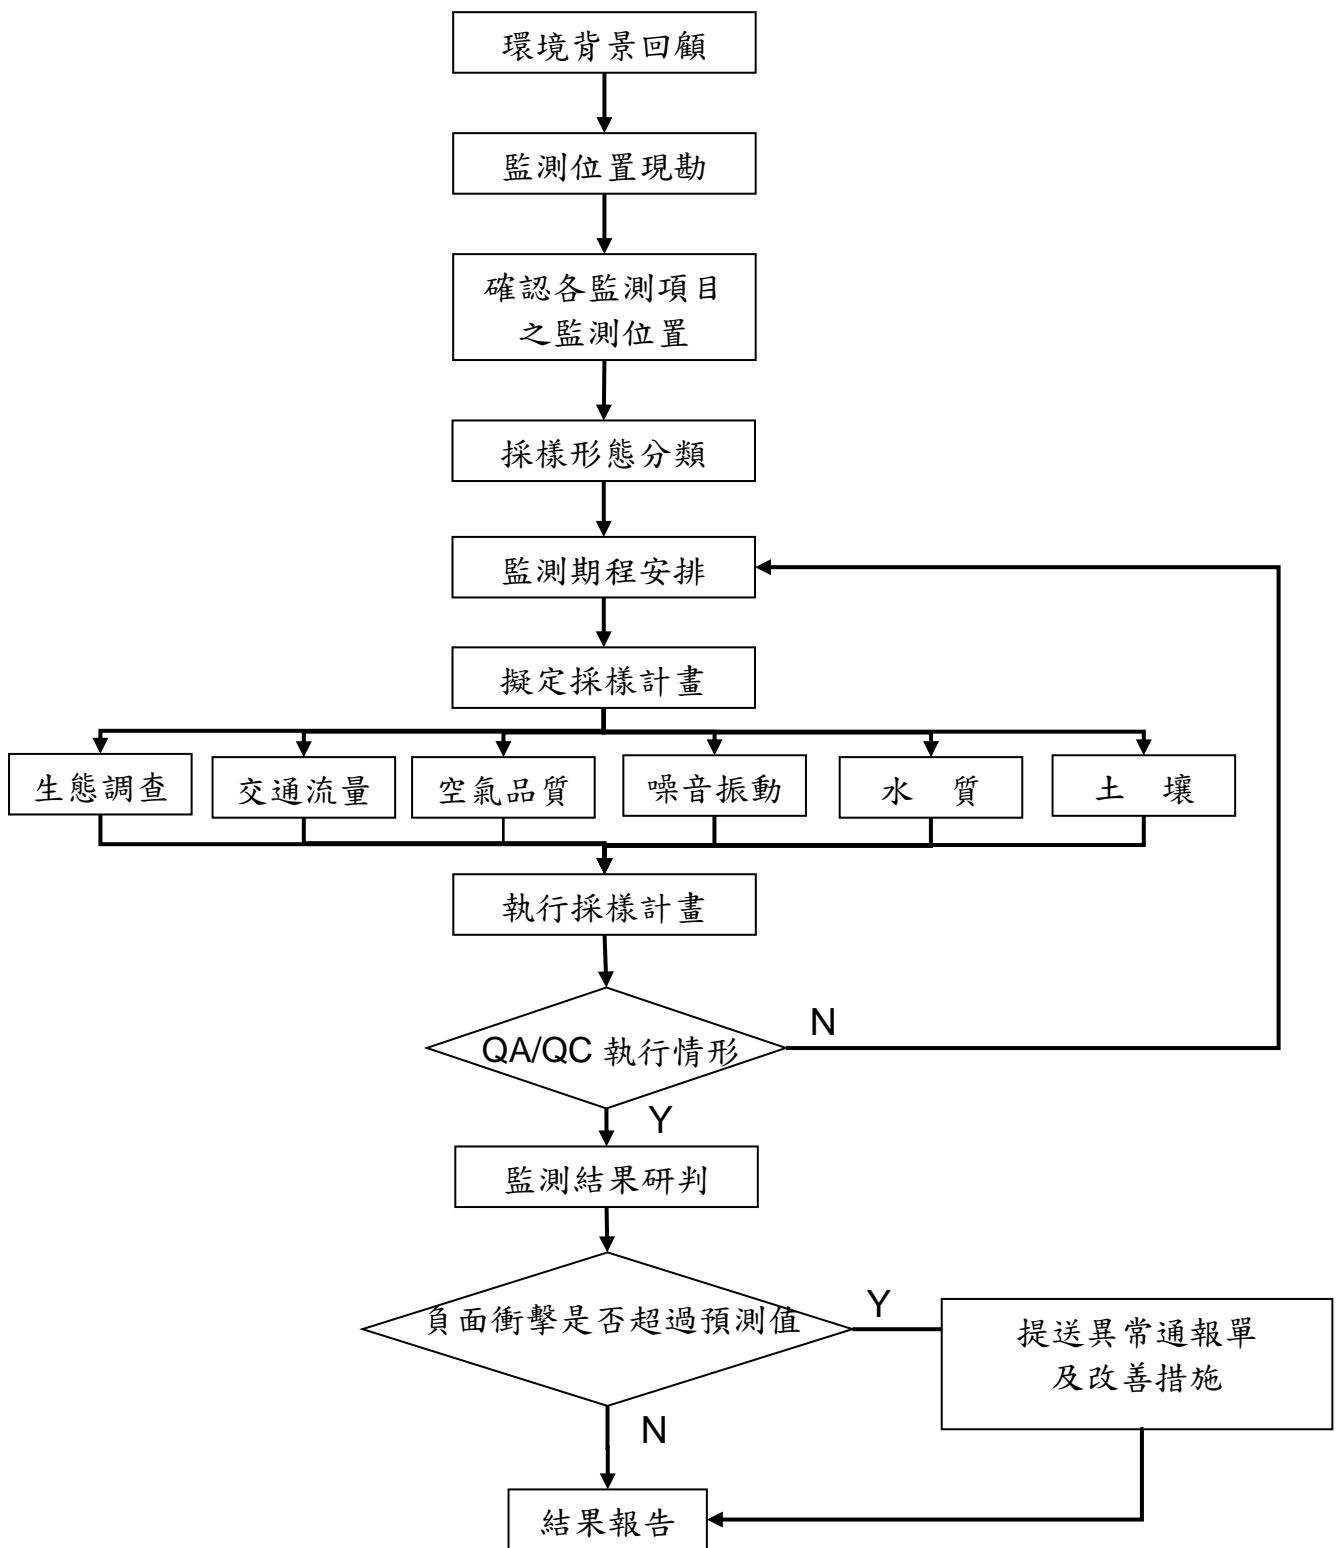 環境背景回顧
監測位置現勘
確認各監測項目
之監測位置
採樣形態分類
監測期程安排
擬定採樣計畫
生態調查
交通流量
空氣品質
噪音振動
水 質
土 壤
執行採樣計畫
QA/QC 執行情形
N
Y
監測結果研判
負面衝擊是否超過預測值
Y
提送異常通報單
及改善措施
N
結果報告